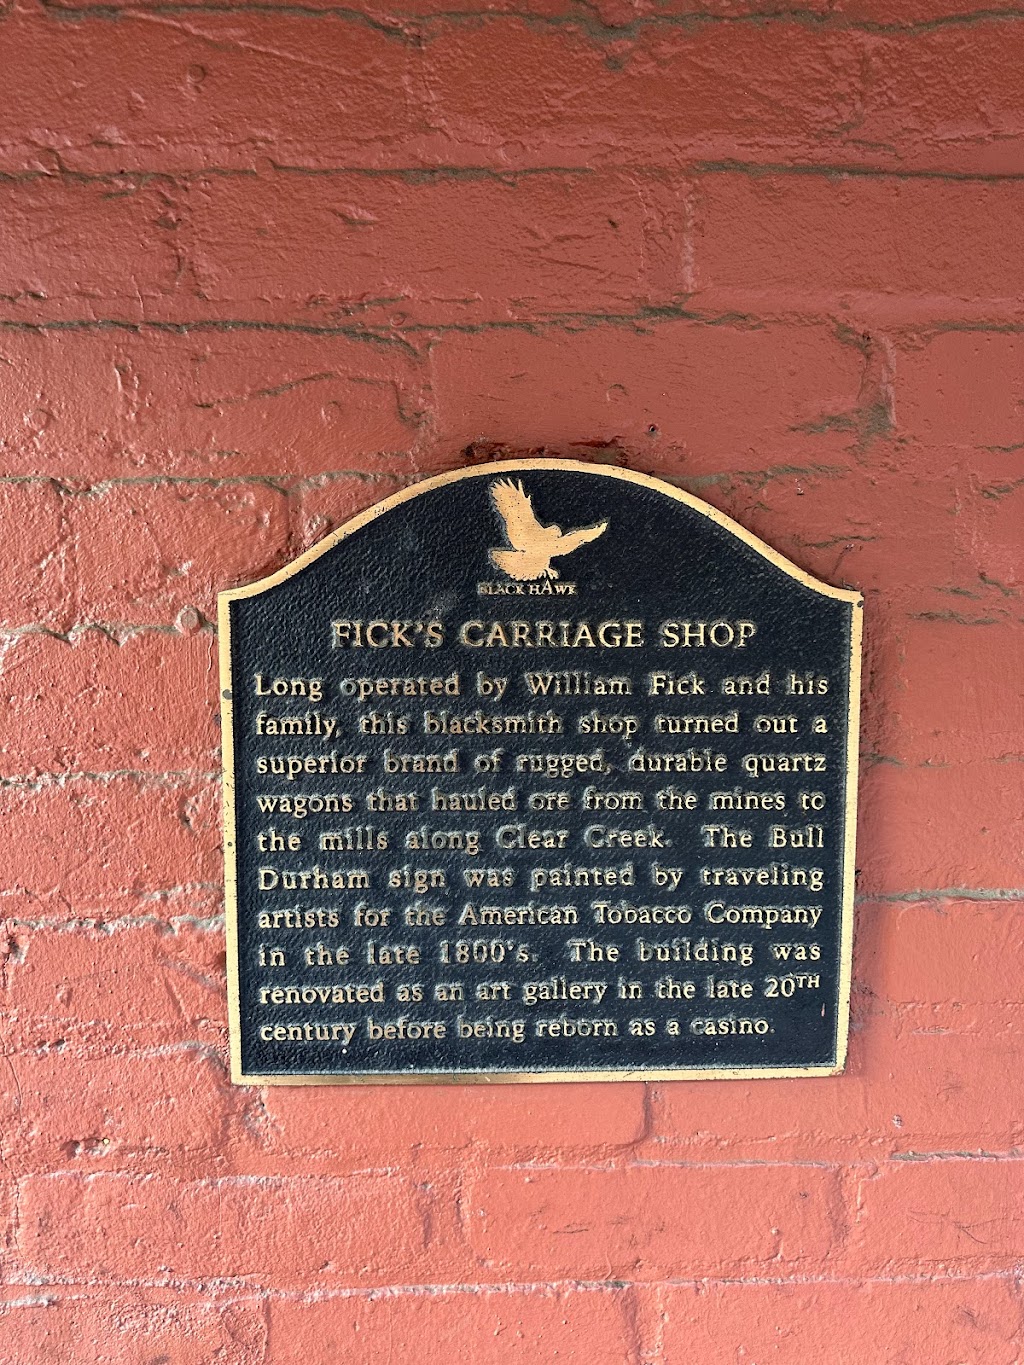 BLACK HAWK
FICK'S CARRIAGE SHOP
Long operated by William Fick and his
family, this blacksmith shop turned out a
superior brand of rugged, durable quartz
wagons that hauled ore from the mines to
the mills along Clear Creek. The Bull
Durham sign was painted by traveling
artists for the American Tobacco Company
in the late 1800's. The building was
renovated as an art gallery in the late 20TH
century before being reborn as a casino.